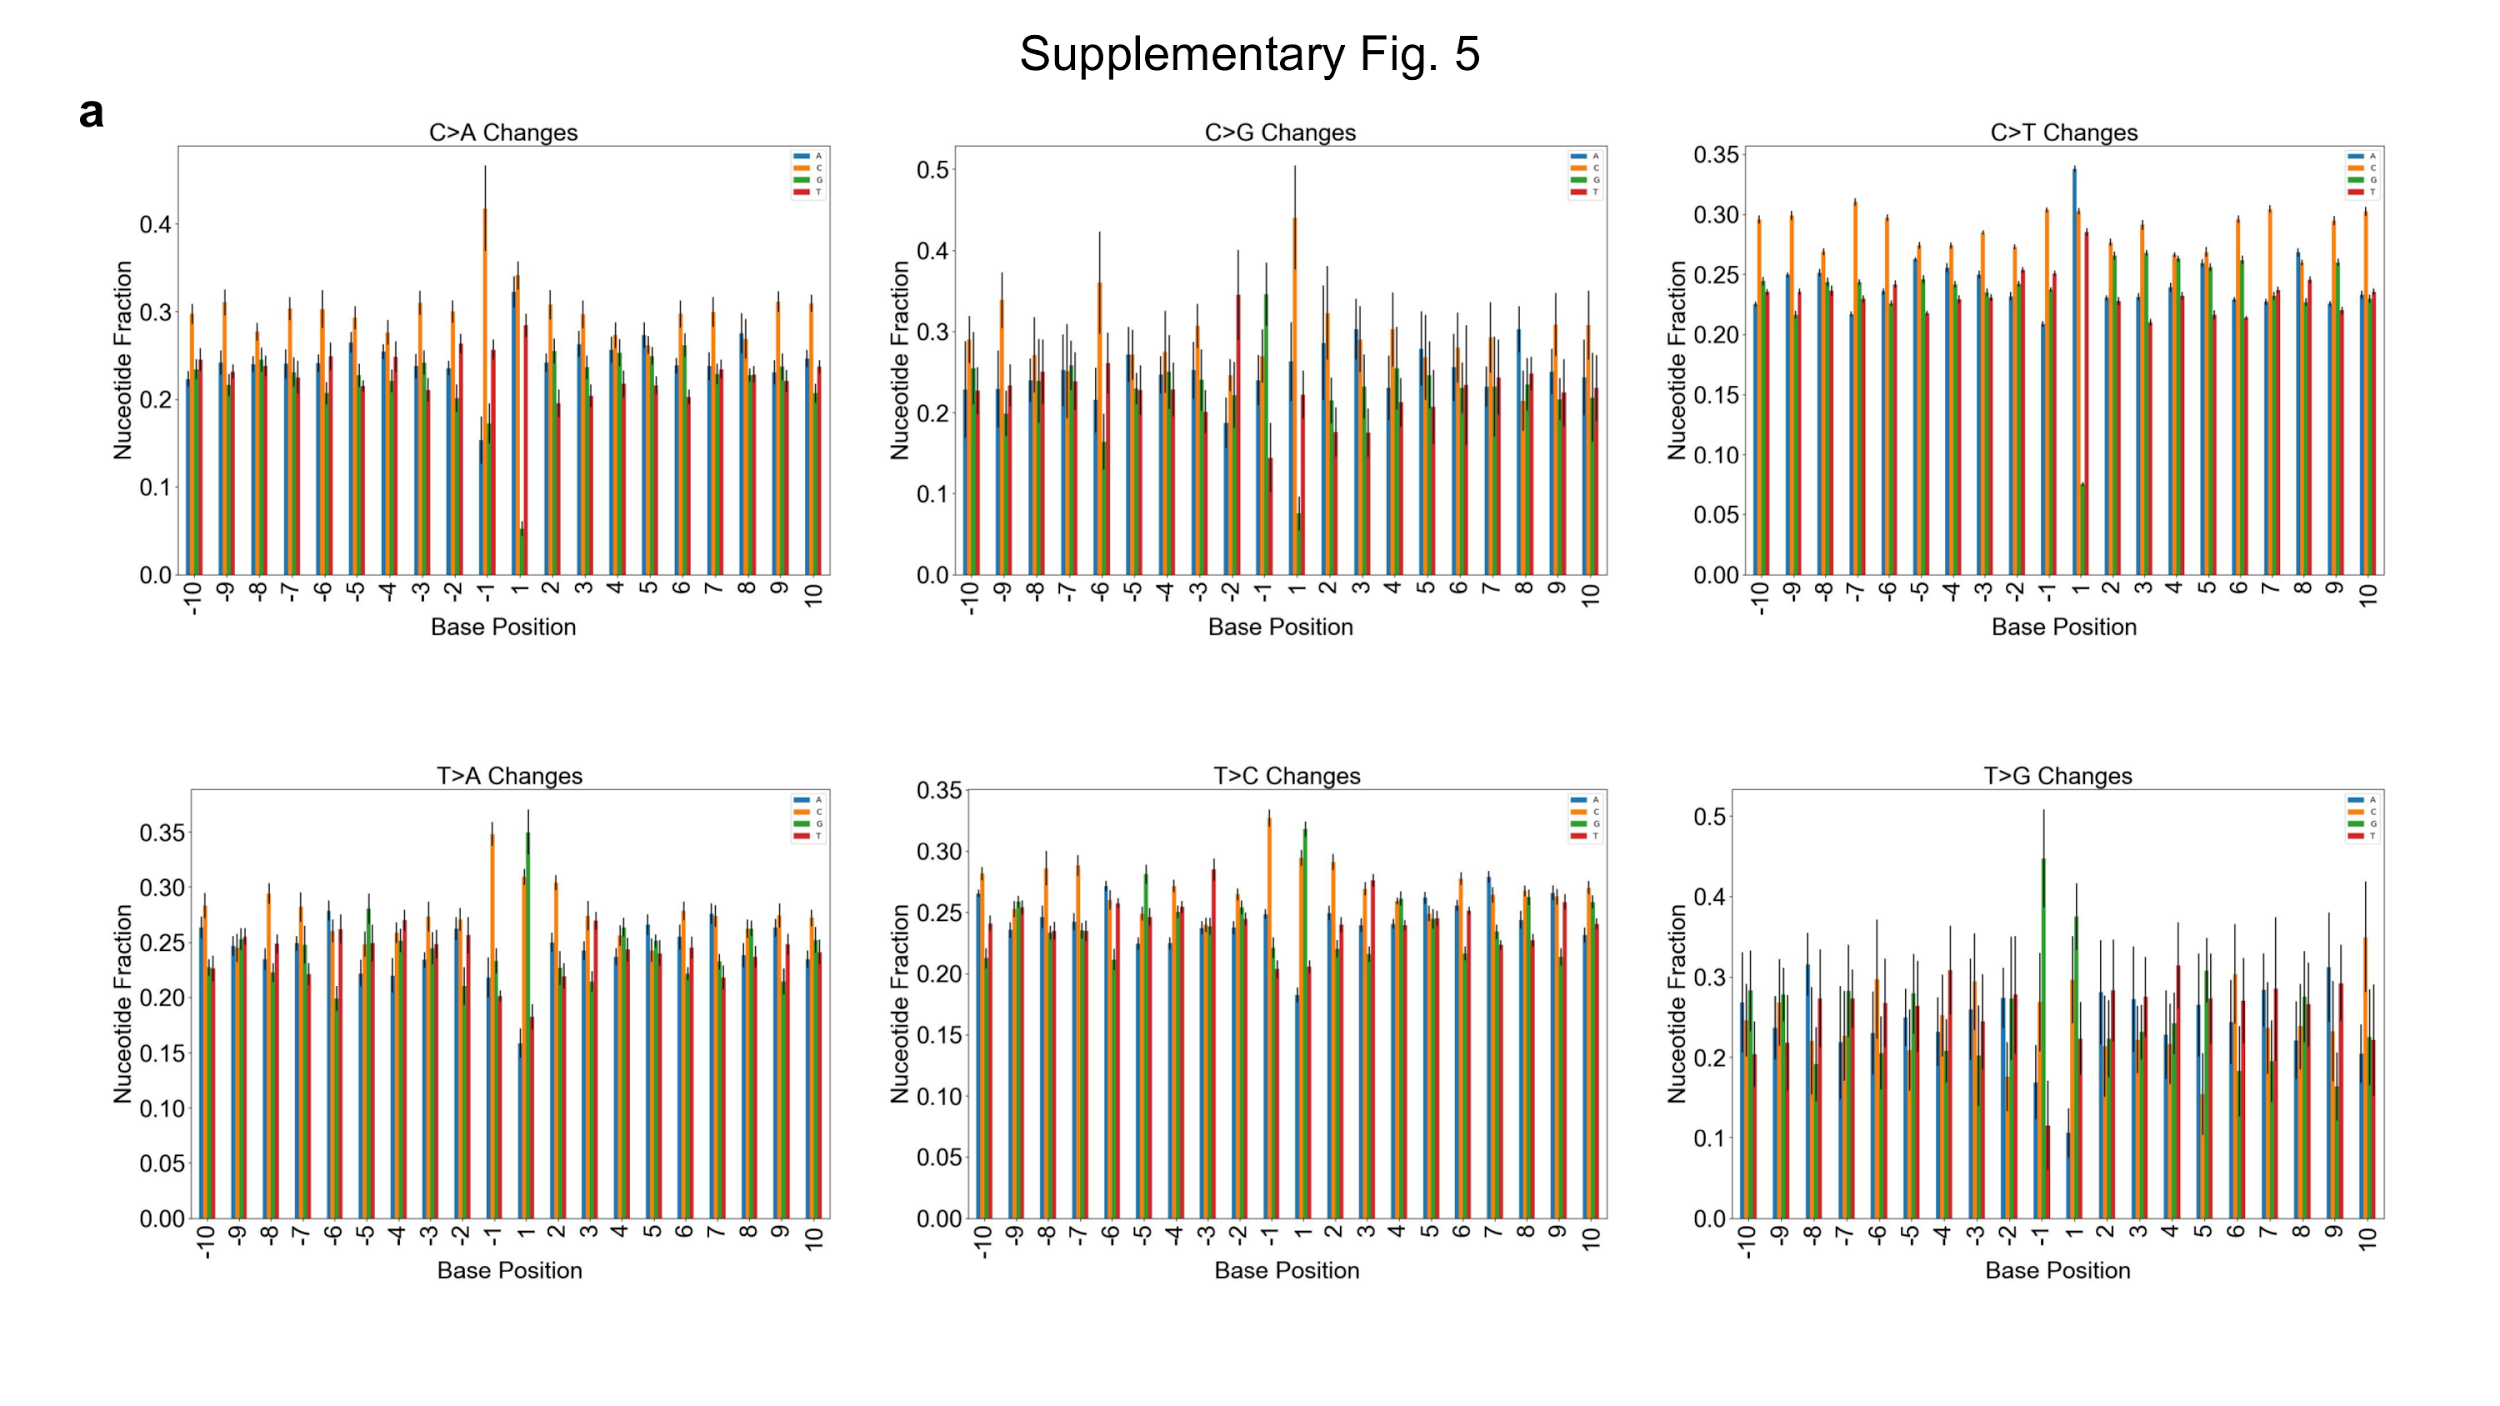 Supplementary Fig. 5
a
C>A Changes
A
C
G
T
0.4
0.3
0.2
0.1
0.0
Nuceotide Fraction
-10 -9 -8 -7 -6 -5 -4 -3 -2 -1 1 2 3 4 5 6 7 8 9 10
Base Position
C>G Changes
A
C
G
T
0.5
0.4
0.3
0.2
0.1
0.0
Nuceotide Fraction
-10 -9 -8 -7 -6 -5 -4 -3 -2 -1 1 2 3 4 5 6 7 8 9 10
Base Position
C>T Changes
A
C
G
T
0.35
0.30
0.25
0.20
0.15
0.10
0.05
0.00
Nuceotide Fraction
-10 -9 -8 -7 -6 -5 -4 -3 -2 -1 1 2 3 4 5 6 7 8 9 10
Base Position
T>A Changes
A
C
G
T
0.35
0.30
0.25
0.20
0.15
0.10
0.05
0.00
Nuceotide Fraction
-10 -9 -8 -7 -6 -5 -4 -3 -2 -1 1 2 3 4 5 6 7 8 9 10
Base Position
T>C Changes
A
C
G
T
0.35
0.30
0.25
0.20
0.15
0.10
0.05
0.00
Nuceotide Fraction
-10 -9 -8 -7 -6 -5 -4 -3 -2 -1 1 2 3 4 5 6 7 8 9 10
Base Position
T>G Changes
A
C
G
T
0.5
0.4
0.3
0.2
0.1
0.0
Nuceotide Fraction
-10 -9 -8 -7 -6 -5 -4 -3 -2 -1 1 2 3 4 5 6 7 8 9 10
Base Position